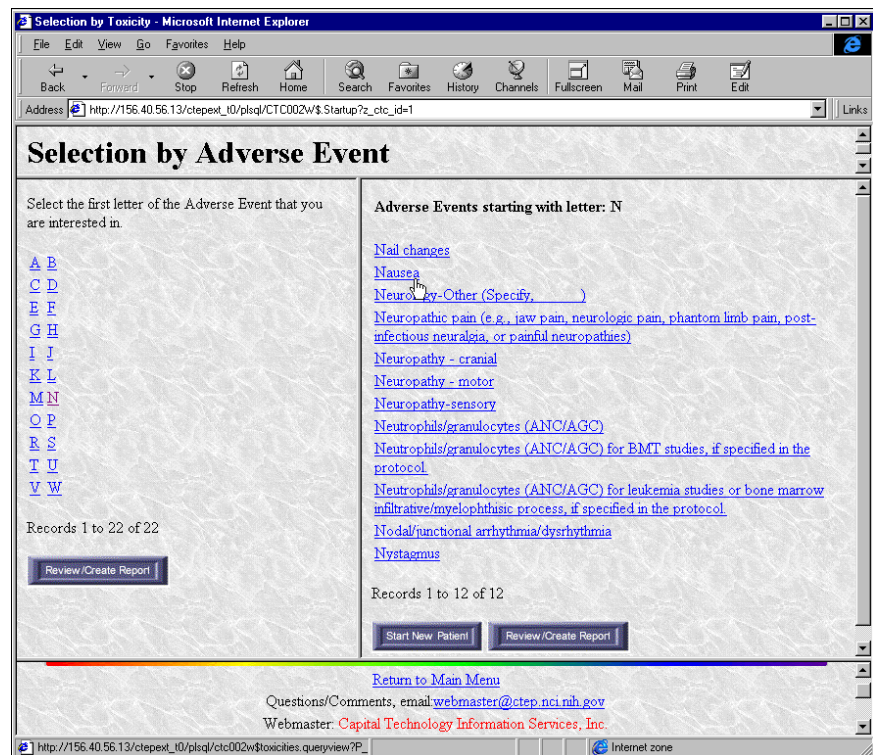 Selection by Toxicity - Microsoft Internet Explorer
File Edit View Go Favorites Help
Back Forward Stop Refresh Home Search Favorites History Channels Fullscreen Mail Print Edit
Address http://156.40.56.13/ctepext_t0/plsql/CTC002W$.Startup?z_ctc_id=1 Links
Selection by Adverse Event
Select the first letter of the Adverse Event that you
are interested in.
A B
C D
E F
G H
I J
K L
M N
O P
R S
T U
V W
Records 1 to 22 of 22
Review/Create Report
Adverse Events starting with letter: N
Nail changes
Nausea
Neurology-Other (Specify, )
Neuropathic pain (e.g., jaw pain, neurologic pain, phantom limb pain, post-
infectious neuralgia, or painful neuropathies)
Neuropathy - cranial
Neuropathy - motor
Neuropathy-sensory
Neutrophils/granulocytes (ANC/AGC)
Neutrophils/granulocytes (ANC/AGC) for BMT studies, if specified in the
protocol.
Neutrophils/granulocytes (ANC/AGC) for leukemia studies or bone marrow
infiltrative/myelophthisic process, if specified in the protocol.
Nodal/junctional arrhythmia/dysrhythmia
Nystagmus
Records 1 to 12 of 12
Start New Patient Review/Create Report
Return to Main Menu
Questions/Comments, email:webmaster@ctep.nci.nih.gov
Webmaster: Capital Technology Information Services, Inc.
http://156.40.56.13/ctepext_t0/plsql/ctc002w$toxicities.queryview?P_ Internet zone